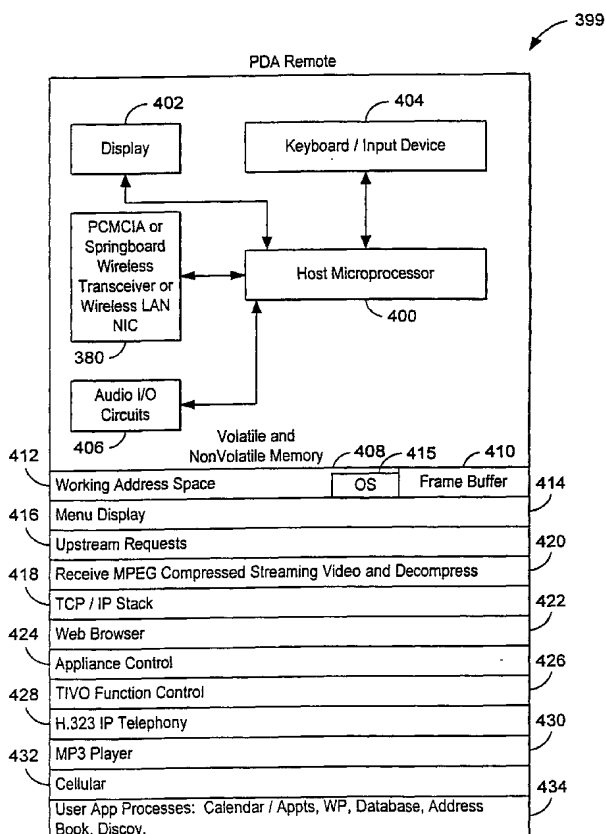 399
PDA Remote
402
404
Display
Keyboard / Input Device
PCMCIA or
Springboard
Wireless
Transceiver or
Wireless LAN
NIC
Host Microprocessor
400
380
Audio I/O
Circuits
406
Volatile and
NonVolatile Memory
408
415
410
412
Working Address Space
OS
Frame Buffer
414
Menu Display
416
Upstream Requests
420
Receive MPEG Compressed Streaming Video and Decompress
418
TCP / IP Stack
422
Web Browser
424
Appliance Control
426
TIVO Function Control
428
H.323 IP Telephony
430
MP3 Player
432
Cellular
434
User App Processes: Calendar / Appts, WP, Database, Address
Book, Discov.